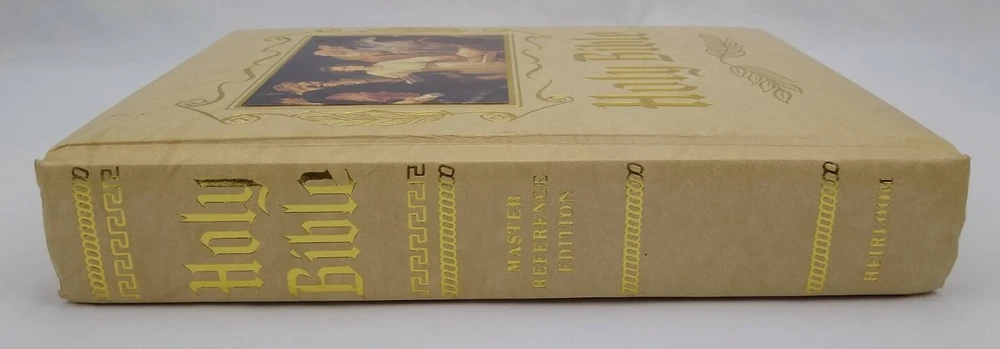 Holy Bible
Holy
Bible
MASTER
REFERENCE
EDITION
HEIRLOOM